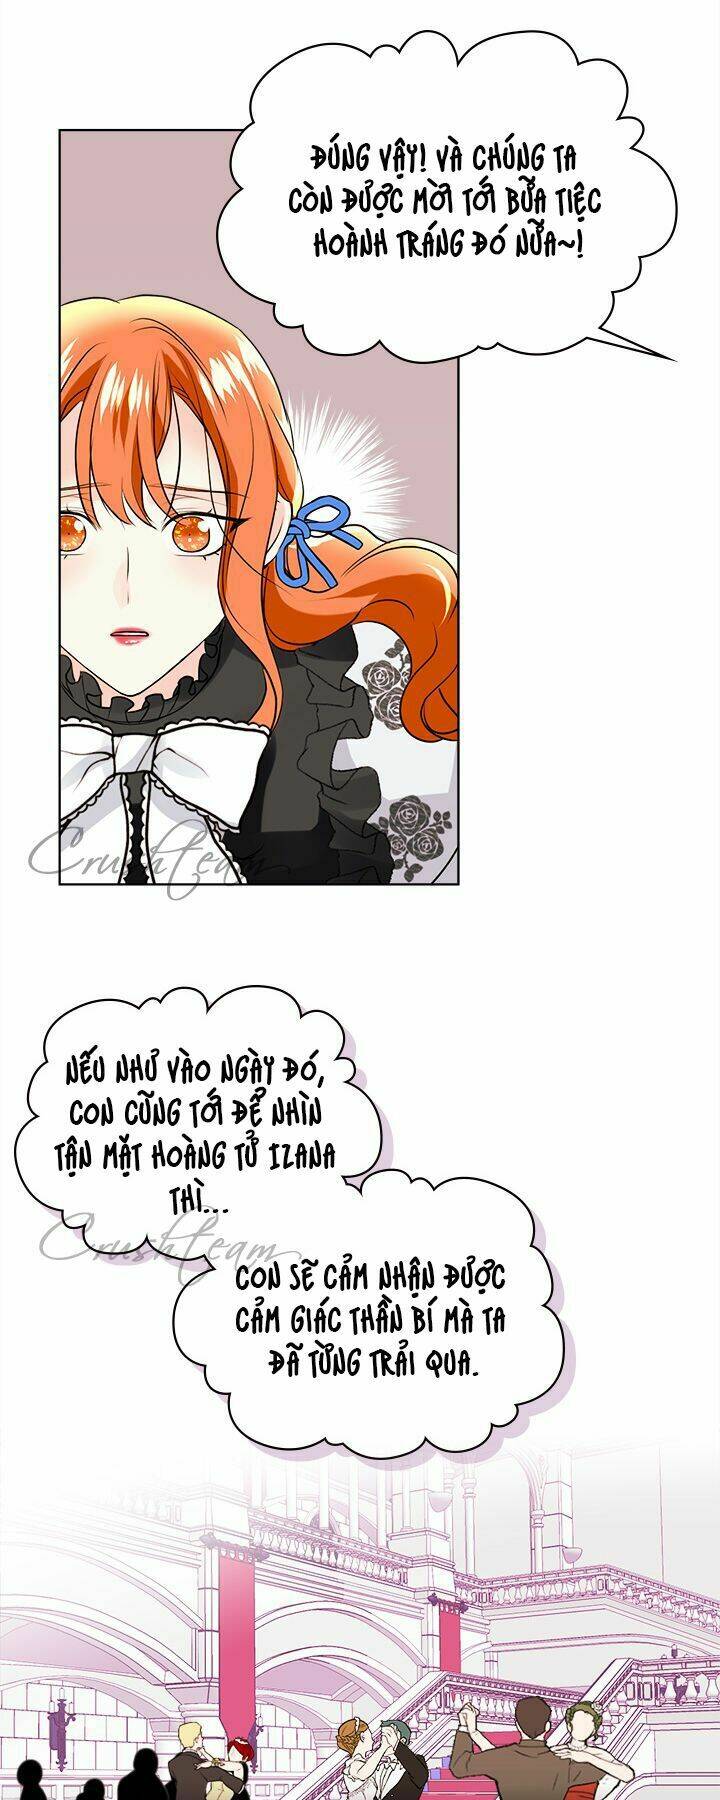 ĐÚNG VẬY! VÀ CHÚNG TA
CÒN ĐƯỢC MỜI TỚI BỮA TIỆC
HOÀNH TRÁNG ĐÓ NỮA~!
Crushteam
NẾU NHƯ VÀO NGÀY ĐÓ,
CON CŨNG TỚI ĐỂ NHÌN
TẬN MẶT HOÀNG TỬ IZANA
THÌ...
Crushteam
CON SẼ CẢM NHẬN ĐƯỢC
CẢM GIÁC THẦN BÍ MÀ TA
ĐÃ TỪNG TRẢI QUA.